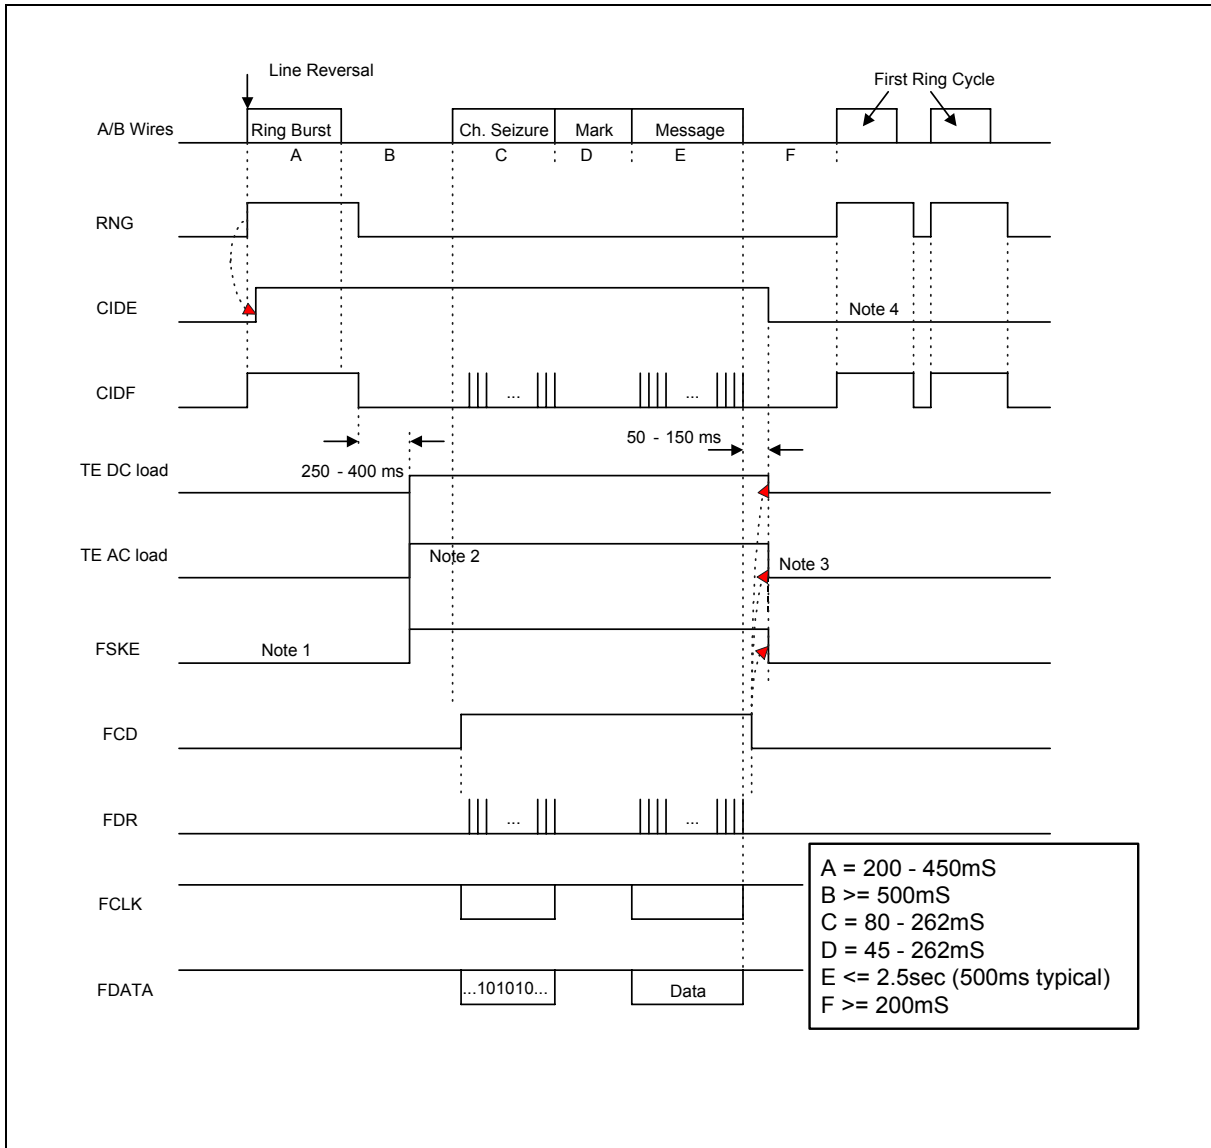 Line Reversal
First Ring Cycle
A/B Wires
Ring Burst
Ch. Seizure
Mark
Message
A
B
C
D
E
F
RNG
CIDE
Note 4
CIDF
...
...
50 - 150 ms
250 - 400 ms
TE DC load
TE AC load
Note 2
Note 3
FSKE
Note 1
FCD
FDR
...
...
FCLK
FDATA
...101010...
Data
A = 200 - 450mS
B >= 500mS
C = 80 - 262mS
D = 45 - 262mS
E <= 2.5sec (500ms typical)
F >= 200mS